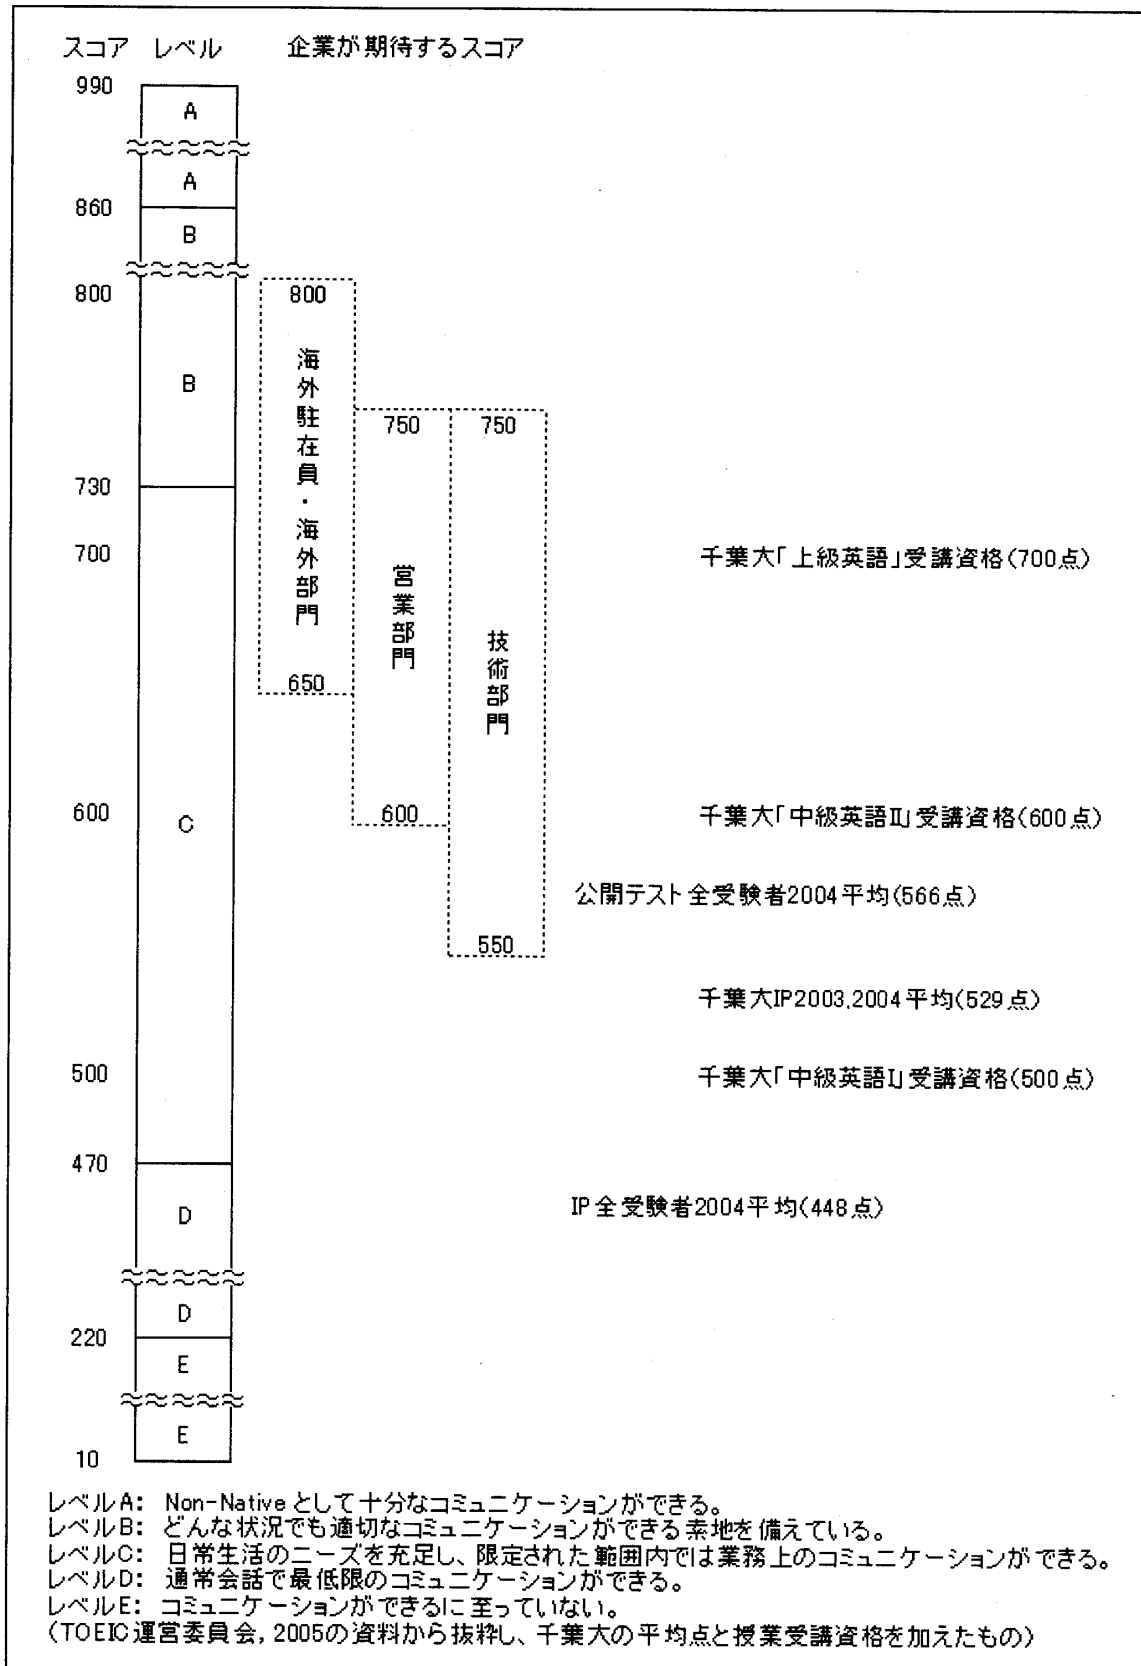 スコア レベル 企業が期待するスコア
990
A
A
860
B
800
800
海外駐在員・海外部門
B
750
750
730
700
千葉大「上級英語」受講資格(700点)
営業部門
技術部門
650
600
C
600
千葉大「中級英語Ⅱ」受講資格(600点)
公開テスト全受験者2004平均(566点)
550
千葉大IP2003,2004平均(529点)
500
千葉大「中級英語Ⅰ」受講資格(500点)
470
D
IP全受験者2004平均(448点)
D
220
E
E
10
レベルA: Non-Nativeとして十分なコミュニケーションができる。
レベルB: どんな状況でも適切なコミュニケーションができる素地を備えている。
レベルC: 日常生活のニーズを充足し、限定された範囲内では業務上のコミュニケーションができる。
レベルD: 通常会話で最低限のコミュニケーションができる。
レベルE: コミュニケーションができるに至っていない。
(TOEIC運営委員会, 2005の資料から抜粋し、千葉大の平均点と授業受講資格を加えたもの)